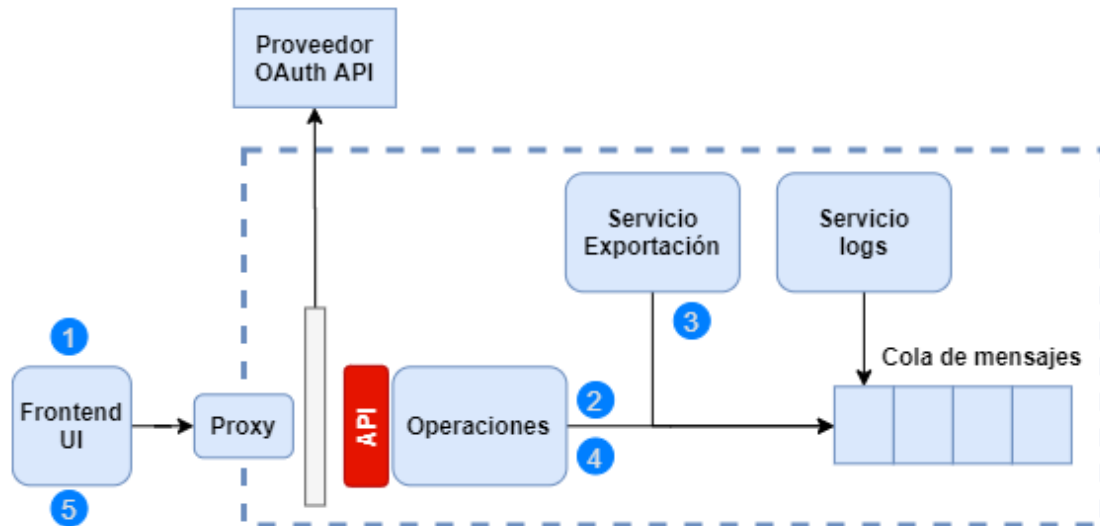 Proveedor
OAuth API
Servicio
Exportación
Servicio
logs
3
1
Cola de mensajes
Frontend
UI
Proxy
API
Operaciones
2
4
5